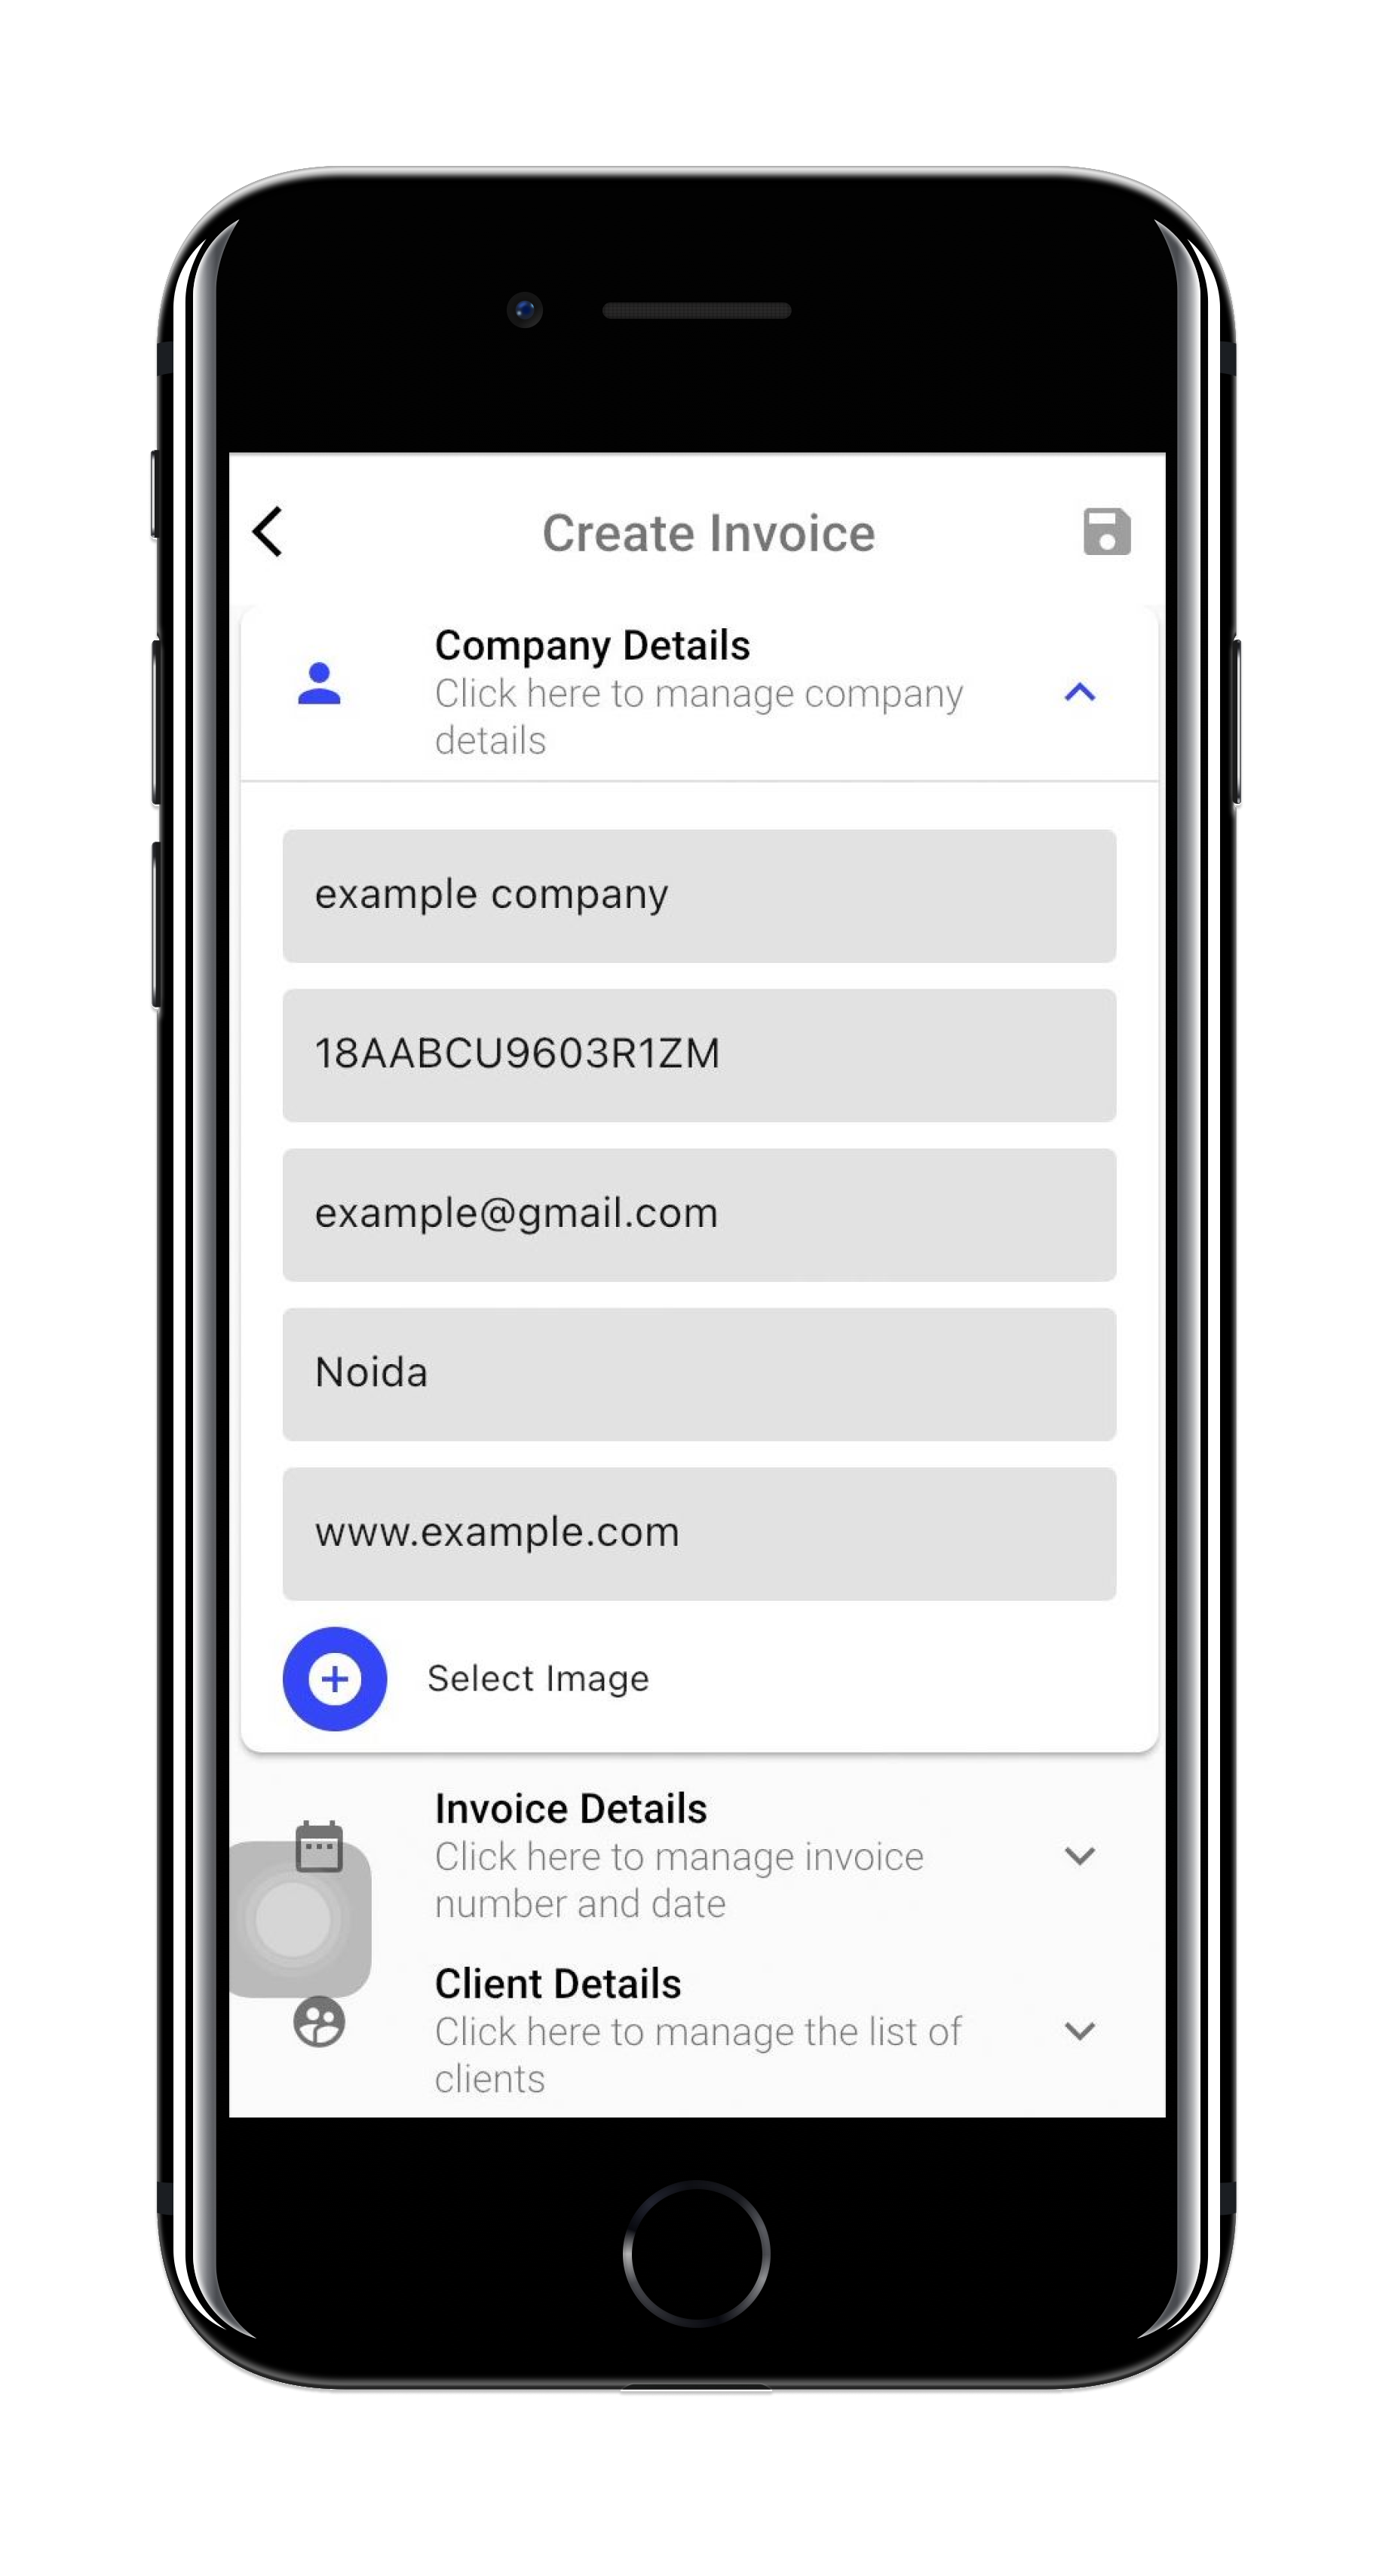 Create Invoice
Company Details
Click here to manage company
details
example company
18AABCU9603R1ZM
example@gmail.com
Noida
www.example.com
Select Image
Invoice Details
Click here to manage invoice
number and date
Client Details
Click here to manage the list of
clients